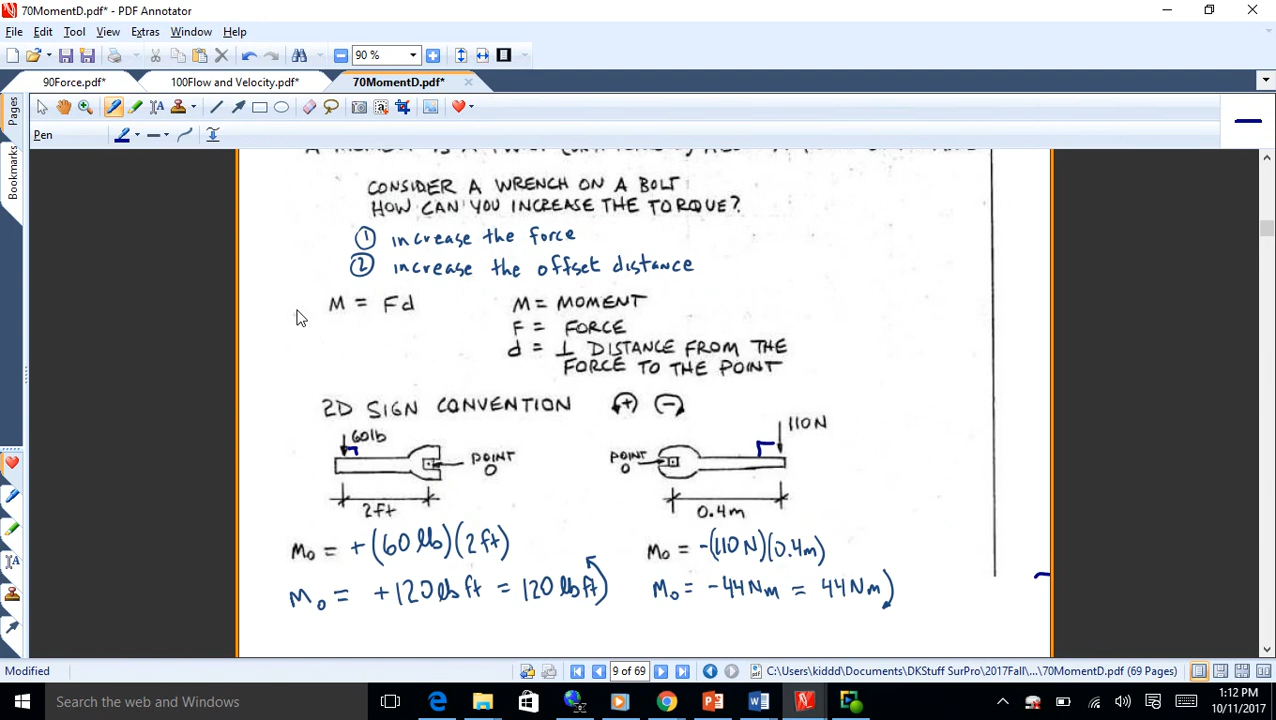 70MomentD.pdf* - PDF Annotator
File Edit Tool View Extras Window Help
90 %
90Force.pdf* 100Flow and Velocity.pdf* 70MomentD.pdf*
Pen
Pages
Bookmarks
CONSIDER A WRENCH ON A BOLT
HOW CAN YOU INCREASE THE TORQUE?
① increase the force
② increase the offset distance
M = Fd M = MOMENT
F = FORCE
d = ⊥ DISTANCE FROM THE
FORCE TO THE POINT
2D SIGN CONVENTION + -
60lb 110N
POINT O POINT O
2ft 0.4m
Mo = +(60 lb)(2ft) Mo = -(110N)(0.4m)
Mo = +120lbft = 120lbft) Mo = -44Nm = 44Nm)
Modified 9 of 69 C:\Users\kiddd\Documents\DKStuff SurPro\2017Fall\...\70MomentD.pdf (69 Pages)
Search the web and Windows
1:12 PM
10/11/2017